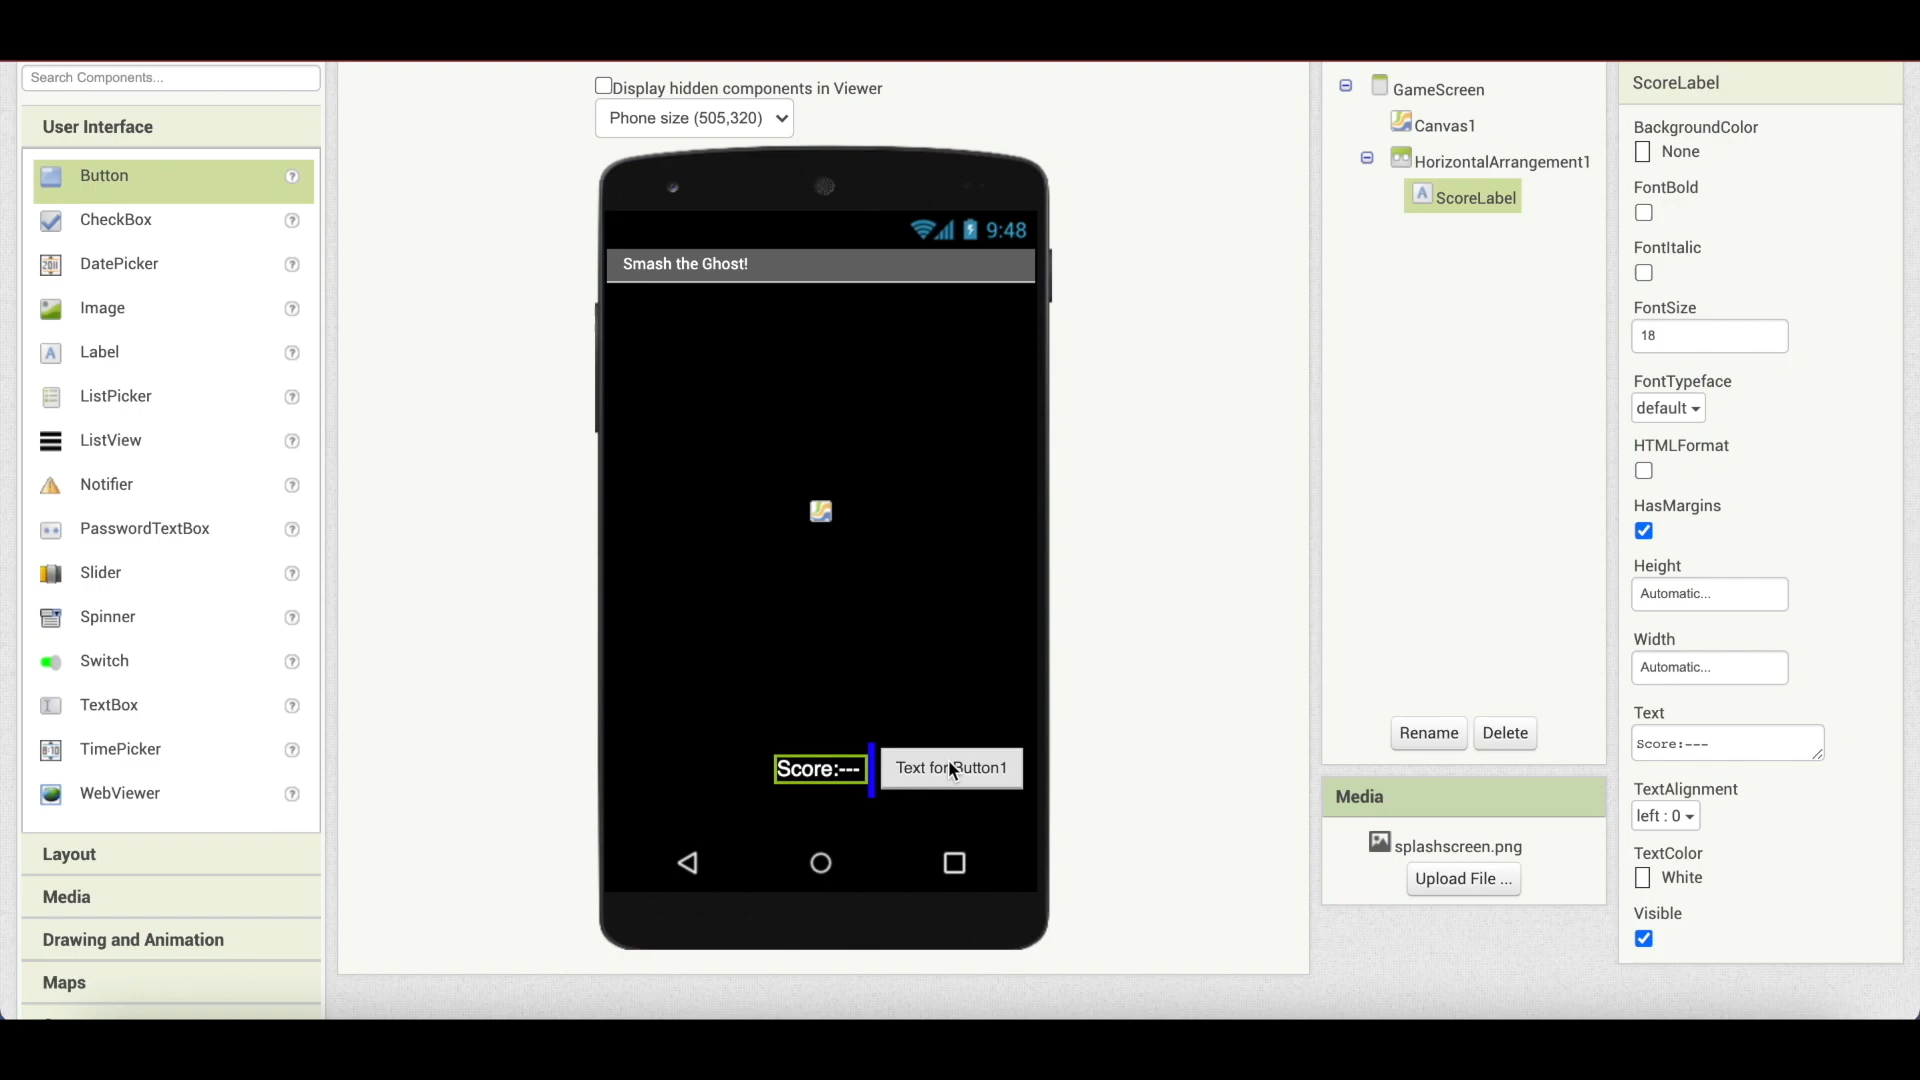 Search Components...
User Interface
Button
CheckBox
DatePicker
Image
Label
ListPicker
ListView
Notifier
PasswordTextBox
Slider
Spinner
Switch
TextBox
TimePicker
WebViewer
Layout
Media
Drawing and Animation
Maps
Display hidden components in Viewer
Phone size (505,320)
9:48
Smash the Ghost!
Score:---
Text for Button1
GameScreen
Canvas1
HorizontalArrangement1
ScoreLabel
Rename
Delete
Media
splashscreen.png
Upload File ...
ScoreLabel
BackgroundColor
None
FontBold
FontItalic
FontSize
18
FontTypeface
default
HTMLFormat
HasMargins
Height
Automatic...
Width
Automatic...
Text
Score:---
TextAlignment
left : 0
TextColor
White
Visible